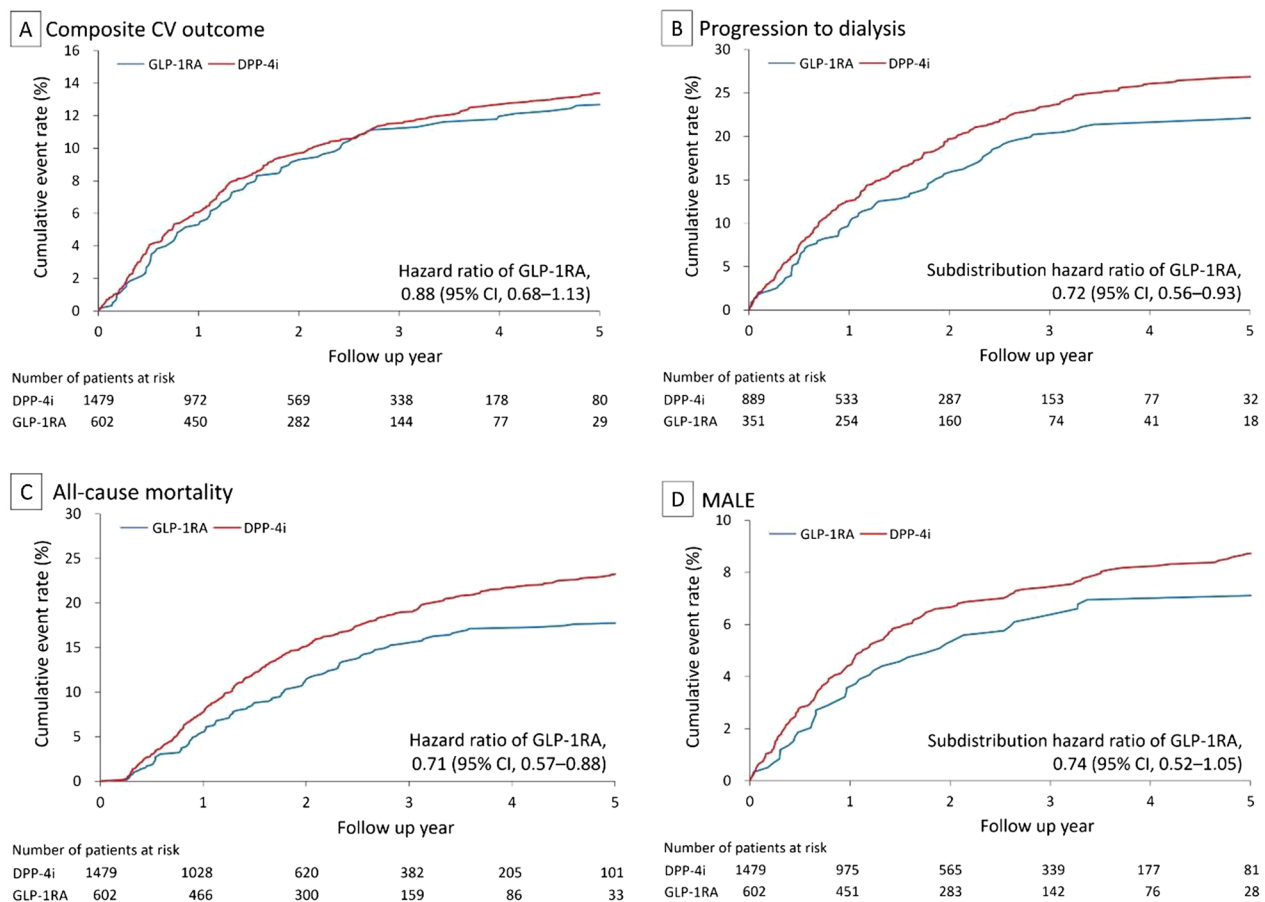 A Composite CV outcome
GLP-1RA DPP-4i
Cumulative event rate (%)
16
14
12
10
8
6
4
2
0
Hazard ratio of GLP-1RA,
0.88 (95% CI, 0.68–1.13)
0 1 2 3 4 5
Follow up year
Number of patients at risk
DPP-4i 1479 972 569 338 178 80
GLP-1RA 602 450 282 144 77 29
B Progression to dialysis
GLP-1RA DPP-4i
Cumulative event rate (%)
30
25
20
15
10
5
0
Subdistribution hazard ratio of GLP-1RA,
0.72 (95% CI, 0.56–0.93)
0 1 2 3 4 5
Follow up year
Number of patients at risk
DPP-4i 889 533 287 153 77 32
GLP-1RA 351 254 160 74 41 18
C All-cause mortality
GLP-1RA DPP-4i
Cumulative event rate (%)
30
25
20
15
10
5
0
Hazard ratio of GLP-1RA,
0.71 (95% CI, 0.57–0.88)
0 1 2 3 4 5
Follow up year
Number of patients at risk
DPP-4i 1479 1028 620 382 205 101
GLP-1RA 602 466 300 159 86 33
D MALE
GLP-1RA DPP-4i
Cumulative event rate (%)
10
8
6
4
2
0
Subdistribution hazard ratio of GLP-1RA,
0.74 (95% CI, 0.52–1.05)
0 1 2 3 4 5
Follow up year
Number of patients at risk
DPP-4i 1479 975 565 339 177 81
GLP-1RA 602 451 283 142 76 28